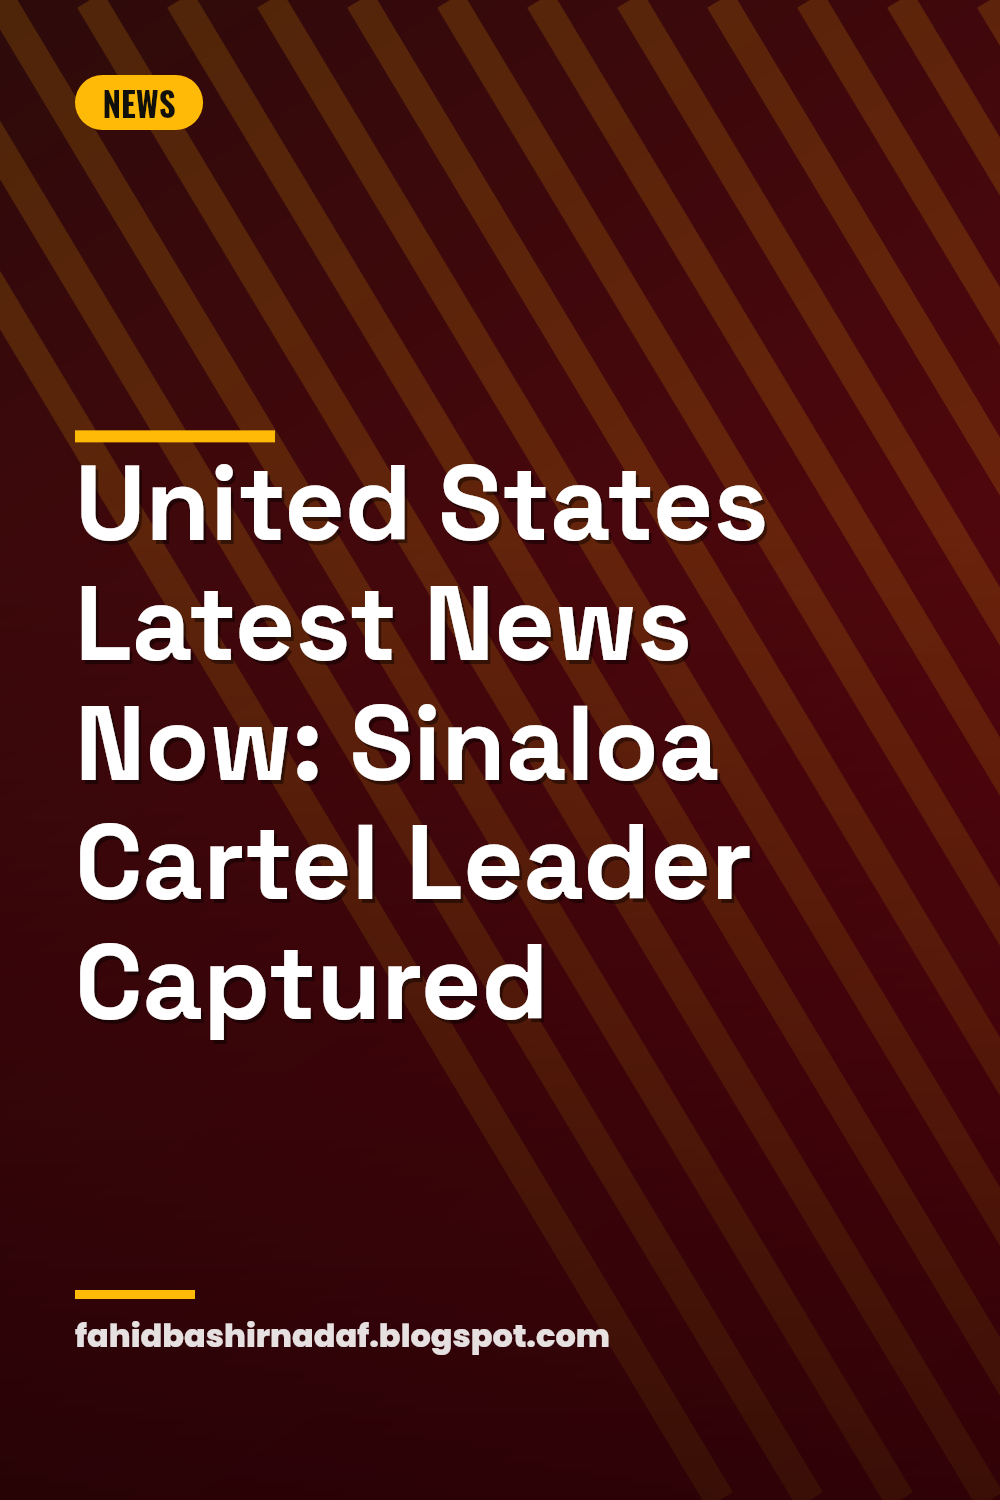 NEWS
United States
Latest News
Now: Sinaloa
Cartel Leader
Captured
fahidbashirnadaf.blogspot.com